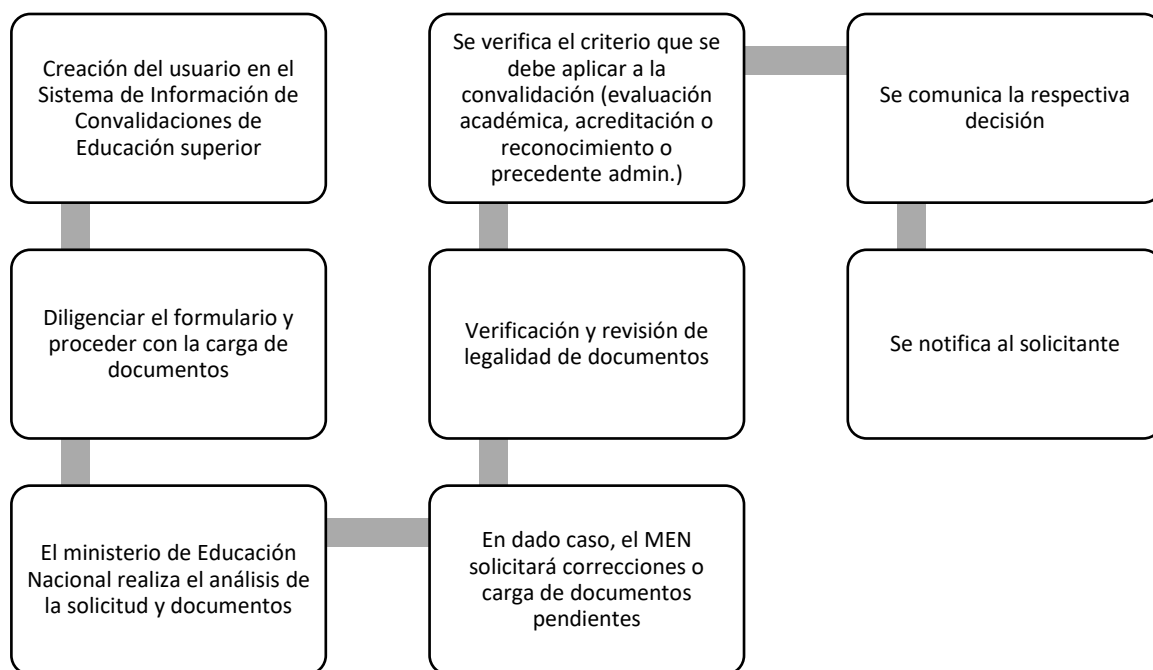 Creación del usuario en el
Sistema de Información de
Convalidaciones de
Educación superior
Diligenciar el formulario y
proceder con la carga de
documentos
El ministerio de Educación
Nacional realiza el análisis de
la solicitud y documentos
En dado caso, el MEN
solicitará correcciones o
carga de documentos
pendientes
Verificación y revisión de
legalidad de documentos
Se verifica el criterio que se
debe aplicar a la
convalidación (evaluación
académica, acreditación o
reconocimiento o
precedente admin.)
Se comunica la respectiva
decisión
Se notifica al solicitante